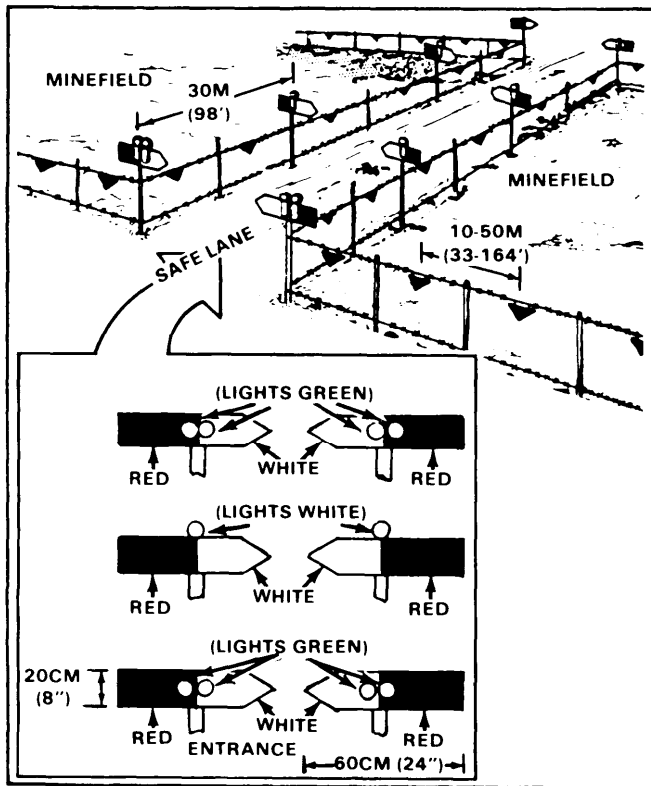 MINEFIELD
30M
(98')
MINEFIELD
10-50M
(33-164')
SAFE LANE
(LIGHTS GREEN)
WHITE
RED
RED
(LIGHTS WHITE)
WHITE
RED
RED
(LIGHTS GREEN)
20CM
(8")
WHITE
RED
RED
ENTRANCE
60CM (24")